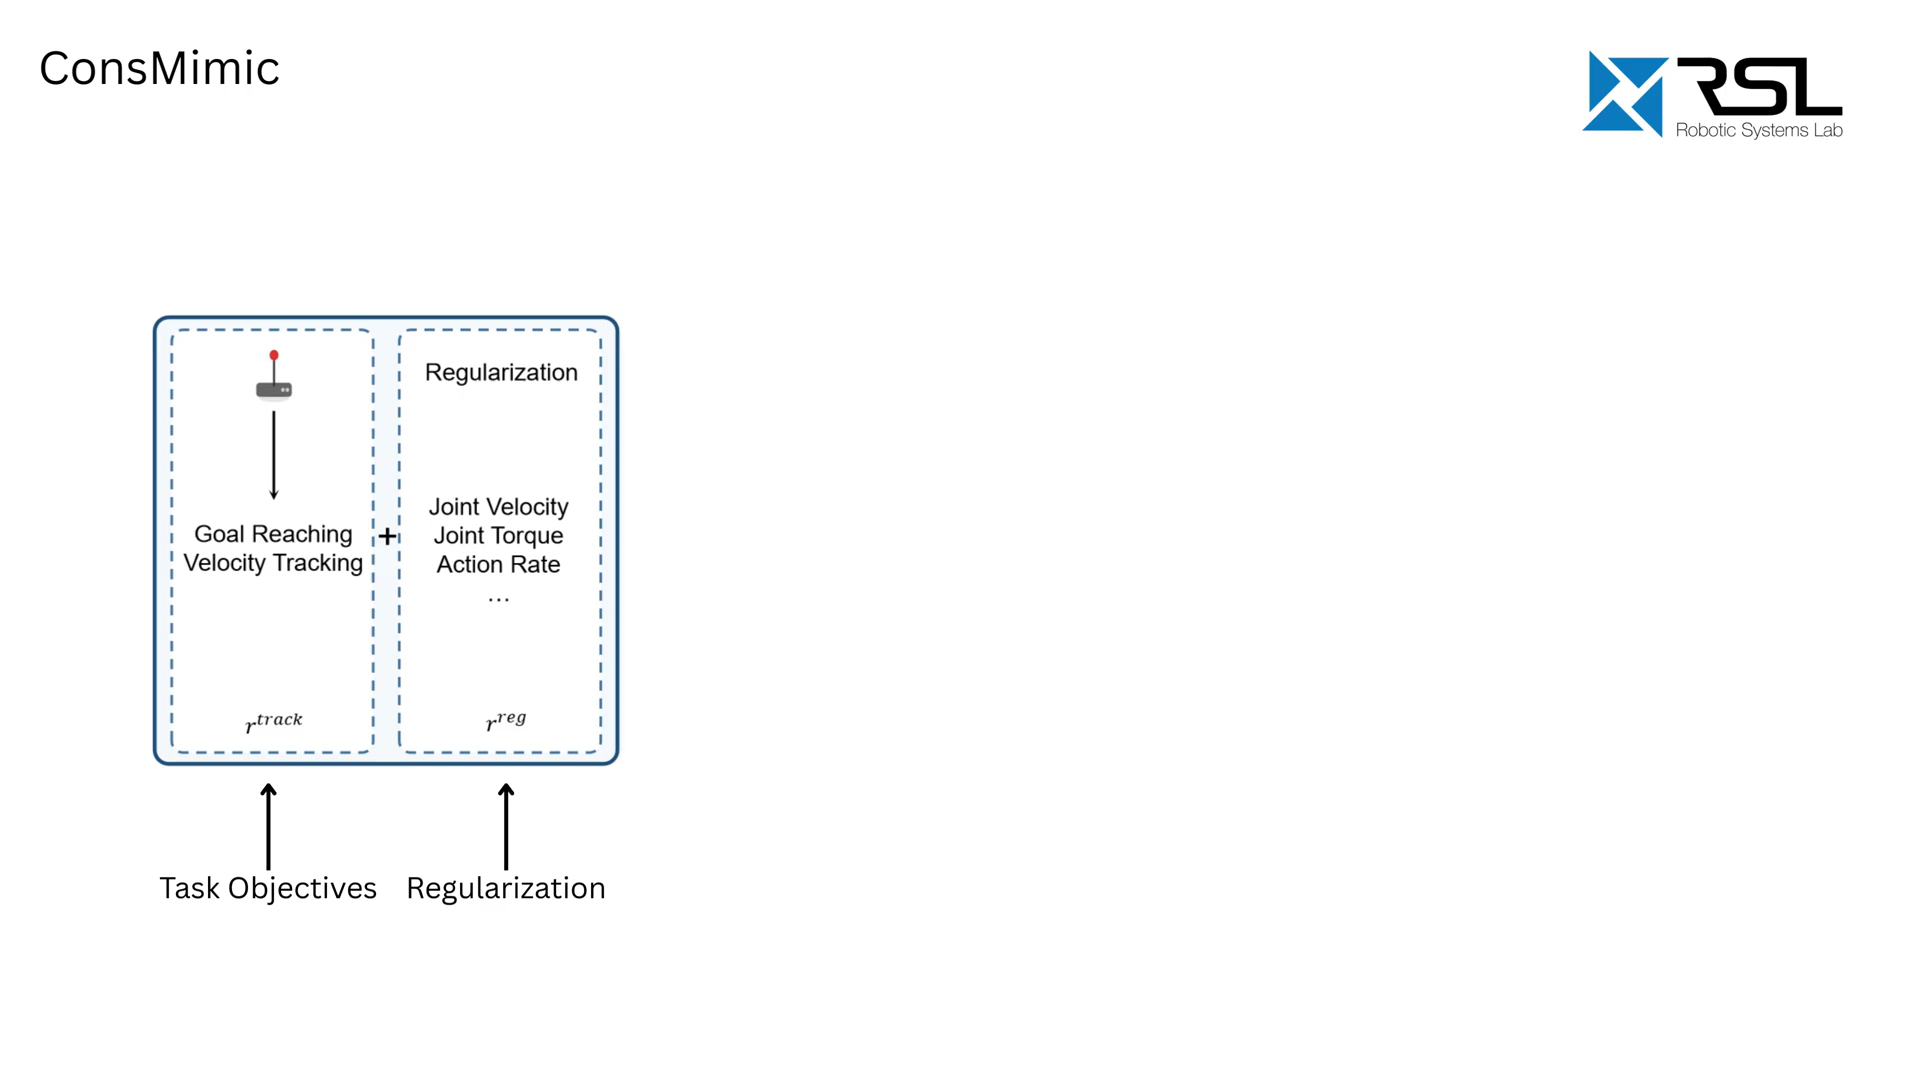 ConsMimic
RSL
Robotic Systems Lab
Goal Reaching
Velocity Tracking
r^{track}
+
Regularization
Joint Velocity
Joint Torque
Action Rate
...
r^{reg}
Task Objectives
Regularization